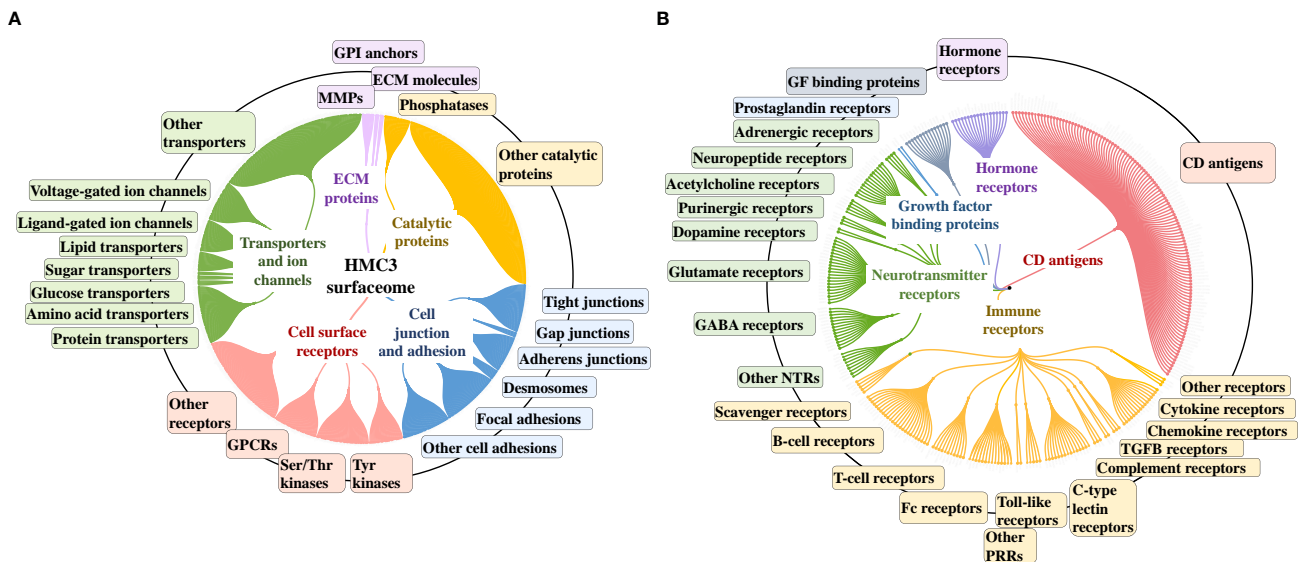 A
GPI anchors
ECM molecules
MMPs
Phosphatases
Other
transporters
Other catalytic
proteins
Voltage-gated ion channels
Ligand-gated ion channels
Lipid transporters
Sugar transporters
Glucose transporters
Amino acid transporters
Protein transporters
ECM
proteins
Catalytic
proteins
Transporters
and ion
channels
HMC3
surfaceome
Cell surface
receptors
Cell
junction
and adhesion
Tight junctions
Gap junctions
Adherens junctions
Desmosomes
Focal adhesions
Other cell adhesions
Other
receptors
GPCRs
Ser/Thr
kinases
Tyr
kinases
B
Hormone
receptors
GF binding proteins
Prostaglandin receptors
Adrenergic receptors
Neuropeptide receptors
Acetylcholine receptors
Purinergic receptors
Dopamine receptors
Glutamate receptors
GABA receptors
Other NTRs
Scavenger receptors
B-cell receptors
T-cell receptors
Fc receptors
Toll-like
receptors
Other
PRRs
C-type
lectin
receptors
Complement receptors
TGFB receptors
Chemokine receptors
Cytokine receptors
Other receptors
CD antigens
Hormone
receptors
Growth factor
binding proteins
Neurotransmitter
receptors
CD antigens
Immune
receptors